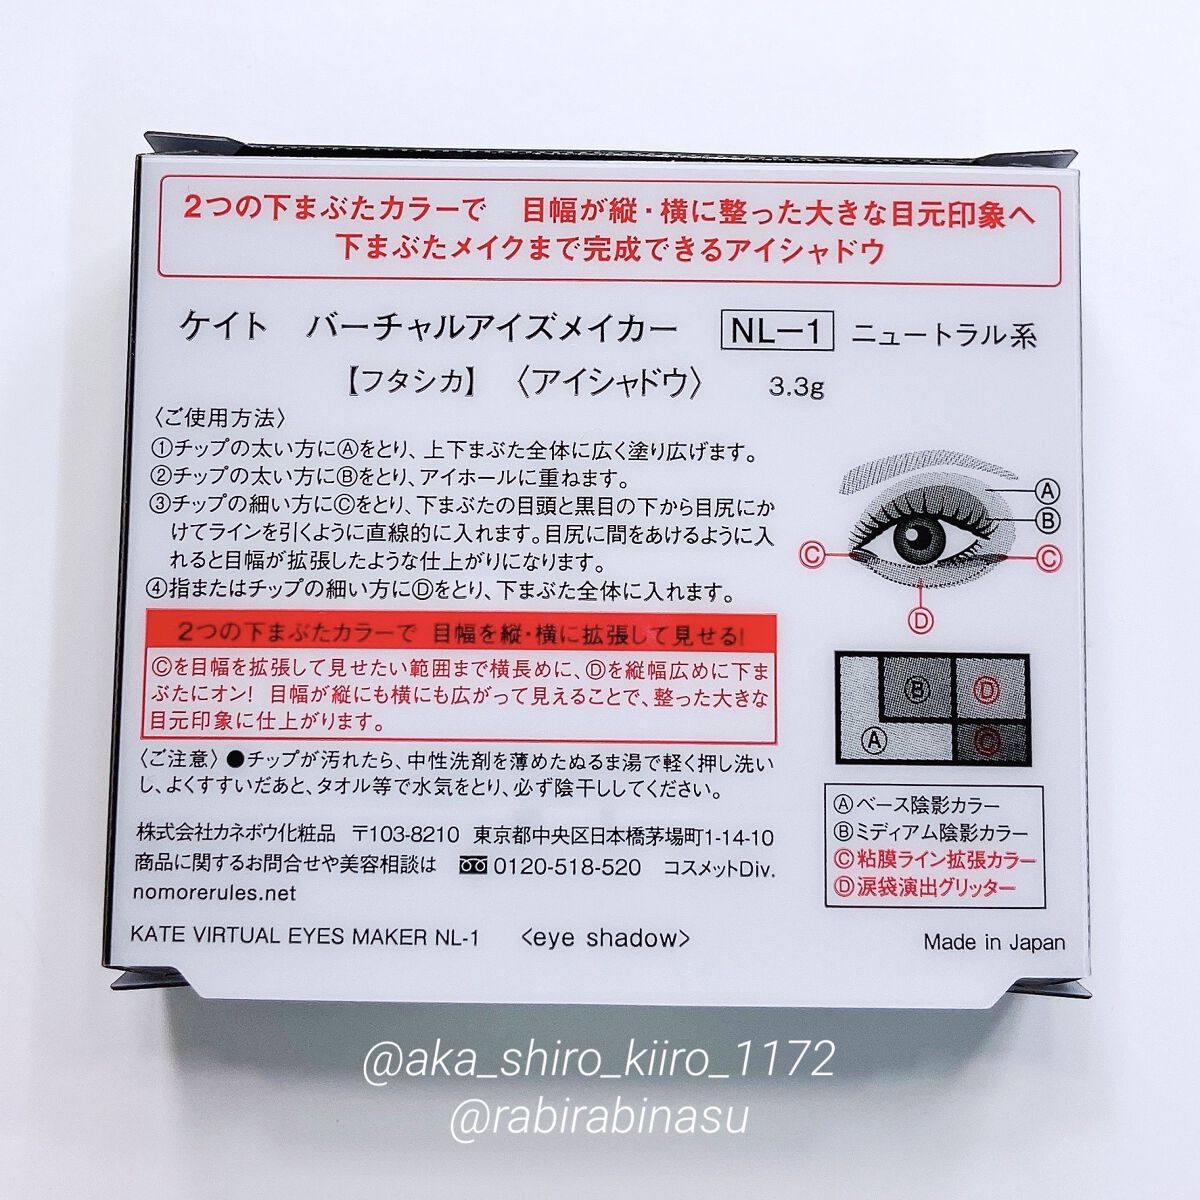 2つの下まぶたカラーで　目幅が縦・横に整った大きな目元印象へ
下まぶたメイクまで完成できるアイシャドウ
ケイト　バーチャルアイズメイカー　NL－1　ニュートラル系
【フタシカ】〈アイシャドウ〉　3.3g
〈ご使用方法〉
①チップの太い方にⒶをとり、上下まぶた全体に広く塗り広げます。
②チップの太い方にⒷをとり、アイホールに重ねます。
③チップの細い方にⒸをとり、下まぶたの目頭と黒目の下から目尻にか
けてラインを引くように直線的に入れます。目尻に間をあけるように入
れると目幅が拡張したような仕上がりになります。
④指またはチップの細い方にⒹをとり、下まぶた全体に入れます。
Ⓐ
Ⓑ
Ⓒ
Ⓒ
Ⓓ
2つの下まぶたカラーで 目幅を縦・横に拡張して見せる!
Ⓒを目幅を拡張して見せたい範囲まで横長めに、Ⓓを縦幅広めに下ま
ぶたにオン! 目幅が縦にも横にも広がって見えることで、整った大きな
目元印象に仕上がります。
Ⓑ
Ⓓ
Ⓐ
Ⓒ
〈ご注意〉●チップが汚れたら、中性洗剤を薄めたぬるま湯で軽く押し洗い
し、よくすすいだあと、タオル等で水気をとり、必ず陰干ししてください。
Ⓐベース陰影カラー
Ⓑミディアム陰影カラー
Ⓒ粘膜ライン拡張カラー
Ⓓ涙袋演出グリッター
株式会社カネボウ化粧品　〒103-8210　東京都中央区日本橋茅場町1-14-10
商品に関するお問合せや美容相談は　0120-518-520　コスメットDiv.
nomorerules.net
KATE VIRTUAL EYES MAKER NL-1　<eye shadow>
Made in Japan
@aka_shiro_kiiro_1172
@rabirabinasu